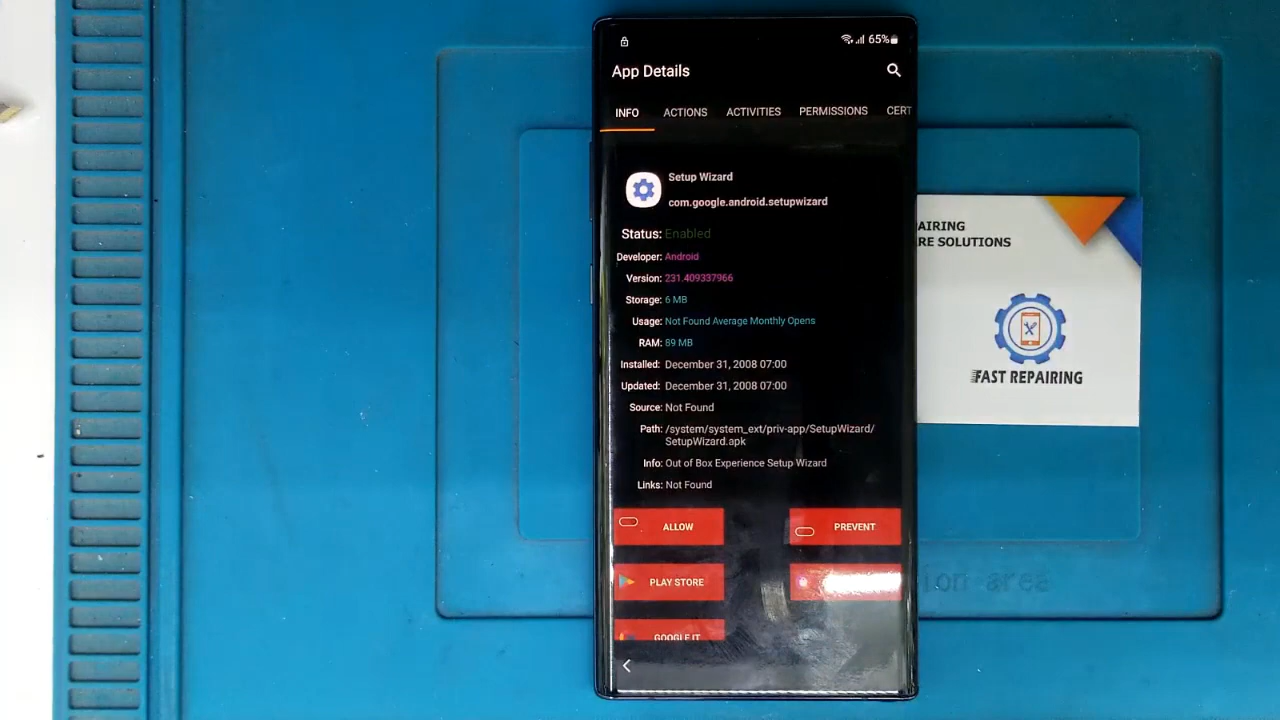 65%
App Details
INFO ACTIONS ACTIVITIES PERMISSIONS CERT
Setup Wizard
com.google.android.setupwizard
Status: Enabled
Developer: Android
Version: 231.409337966
Storage: 6 MB
Usage: Not Found Average Monthly Opens
RAM: 89 MB
Installed: December 31, 2008 07:00
Updated: December 31, 2008 07:00
Source: Not Found
Path: /system/system_ext/priv-app/SetupWizard/
SetupWizard.apk
Info: Out of Box Experience Setup Wizard
Links: Not Found
ALLOW PREVENT
PLAY STORE
GOOGLE IT
AIRING
RE SOLUTIONS
FAST REPAIRING
ion area